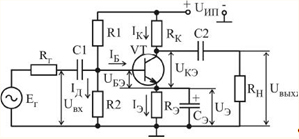 + U_ИП -
R1
I_К
R_К
C2
R_Г
C1
I_Б
VT
U_КЭ
I_Д
U_БЭ
R_Н
U_ВЫХ
E_Г
U_ВХ
R2
I_Э
R_Э
C_Э
U_Э